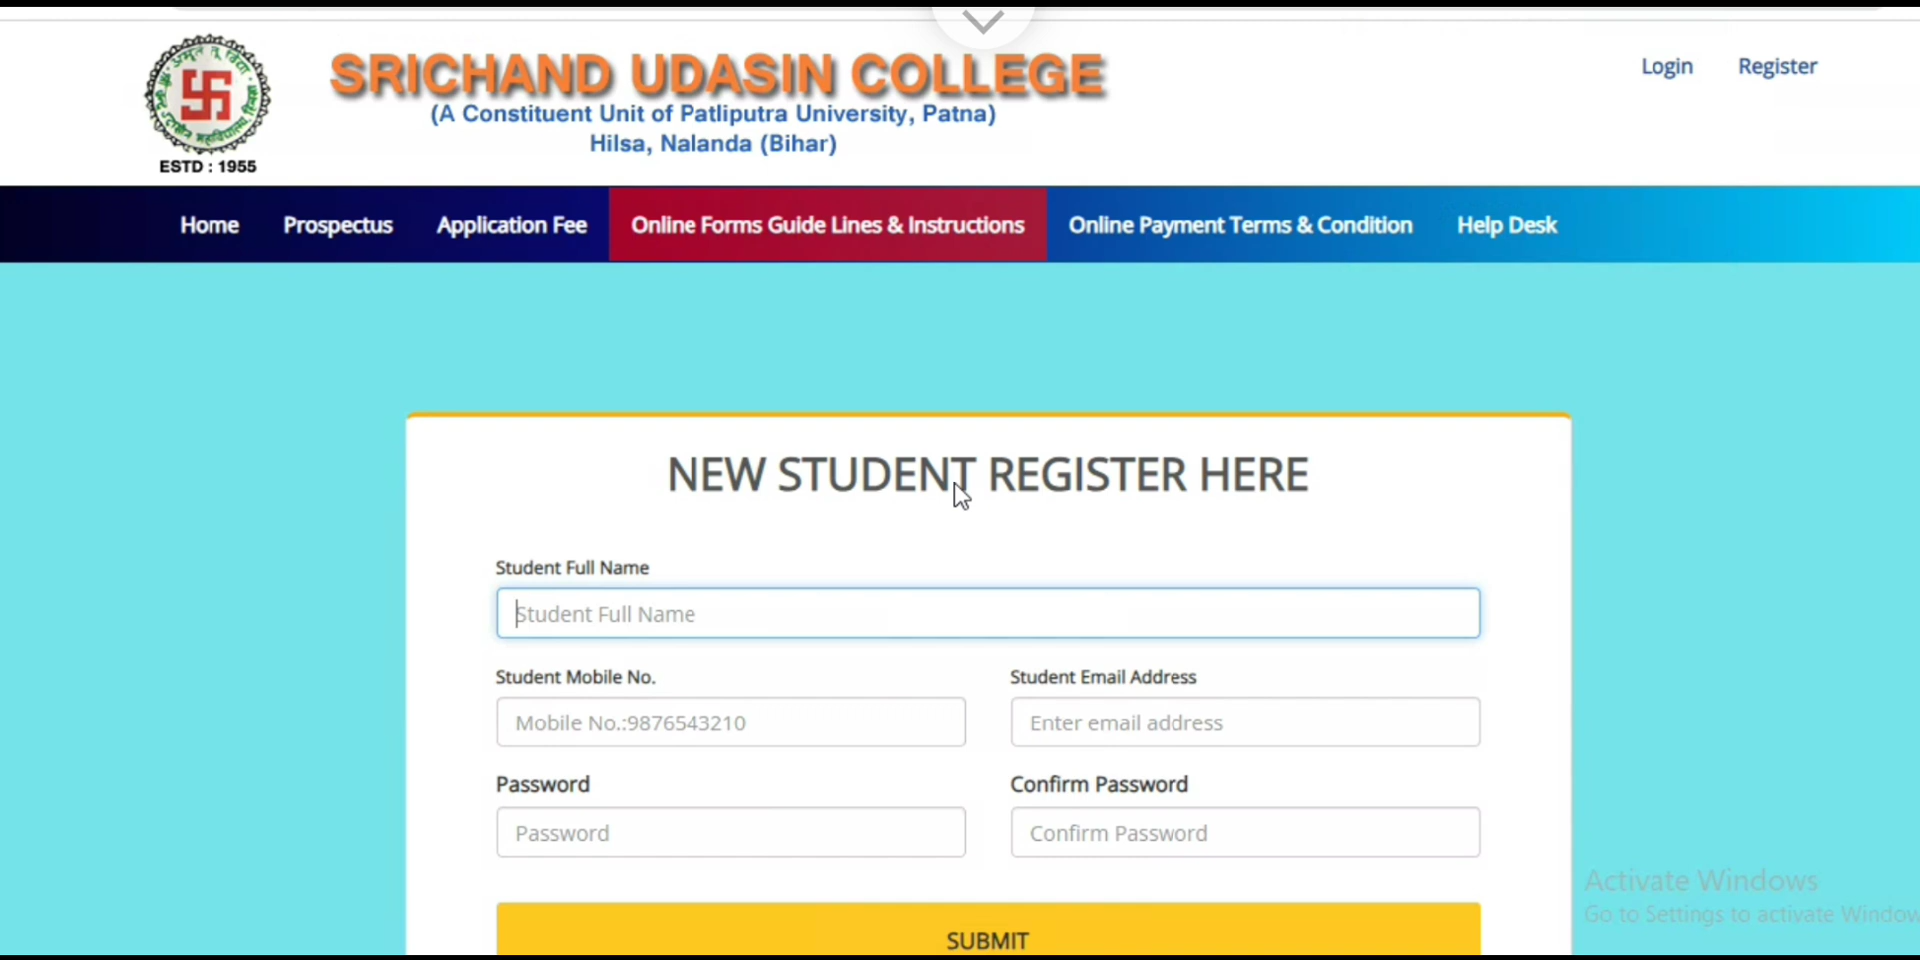 SRICHAND UDASIN COLLEGE
(A Constituent Unit of Patliputra University, Patna)
Hilsa, Nalanda (Bihar)
ESTD : 1955
Login Register
Home Prospectus Application Fee Online Forms Guide Lines & Instructions Online Payment Terms & Condition Help Desk
NEW STUDENT REGISTER HERE
Student Full Name
Student Full Name
Student Mobile No. Student Email Address
Mobile No.:9876543210 Enter email address
Password Confirm Password
Password Confirm Password
SUBMIT
Activate Windows
Go to Settings to activate Window